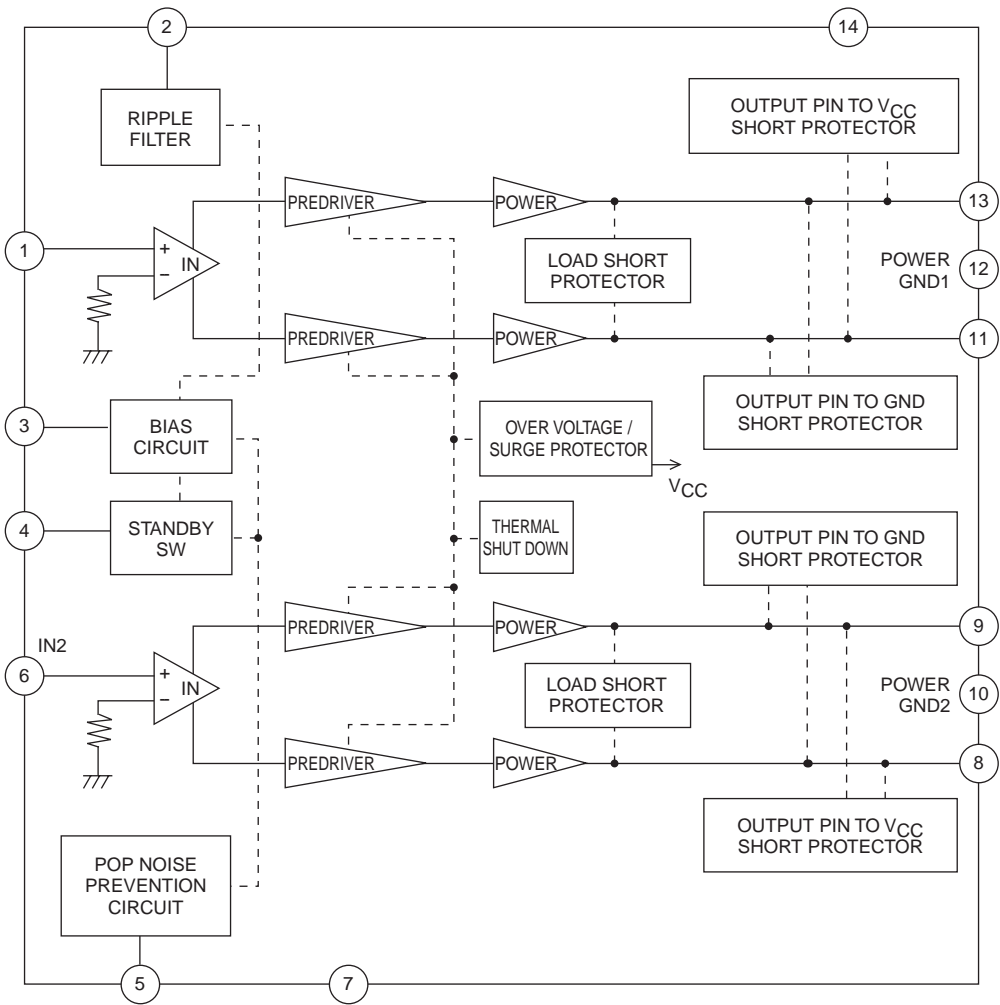 2
14
RIPPLE
FILTER
OUTPUT PIN TO VCC
SHORT PROTECTOR
PREDRIVER
POWER
13
1
+
IN
−
LOAD SHORT
PROTECTOR
POWER
GND1
12
PREDRIVER
POWER
11
3
BIAS
CIRCUIT
OVER VOLTAGE /
SURGE PROTECTOR
VCC
OUTPUT PIN TO GND
SHORT PROTECTOR
4
STANDBY
SW
THERMAL
SHUT DOWN
OUTPUT PIN TO GND
SHORT PROTECTOR
PREDRIVER
POWER
9
IN2
6
+
IN
−
LOAD SHORT
PROTECTOR
POWER
GND2
10
PREDRIVER
POWER
8
OUTPUT PIN TO VCC
SHORT PROTECTOR
POP NOISE
PREVENTION
CIRCUIT
5
7